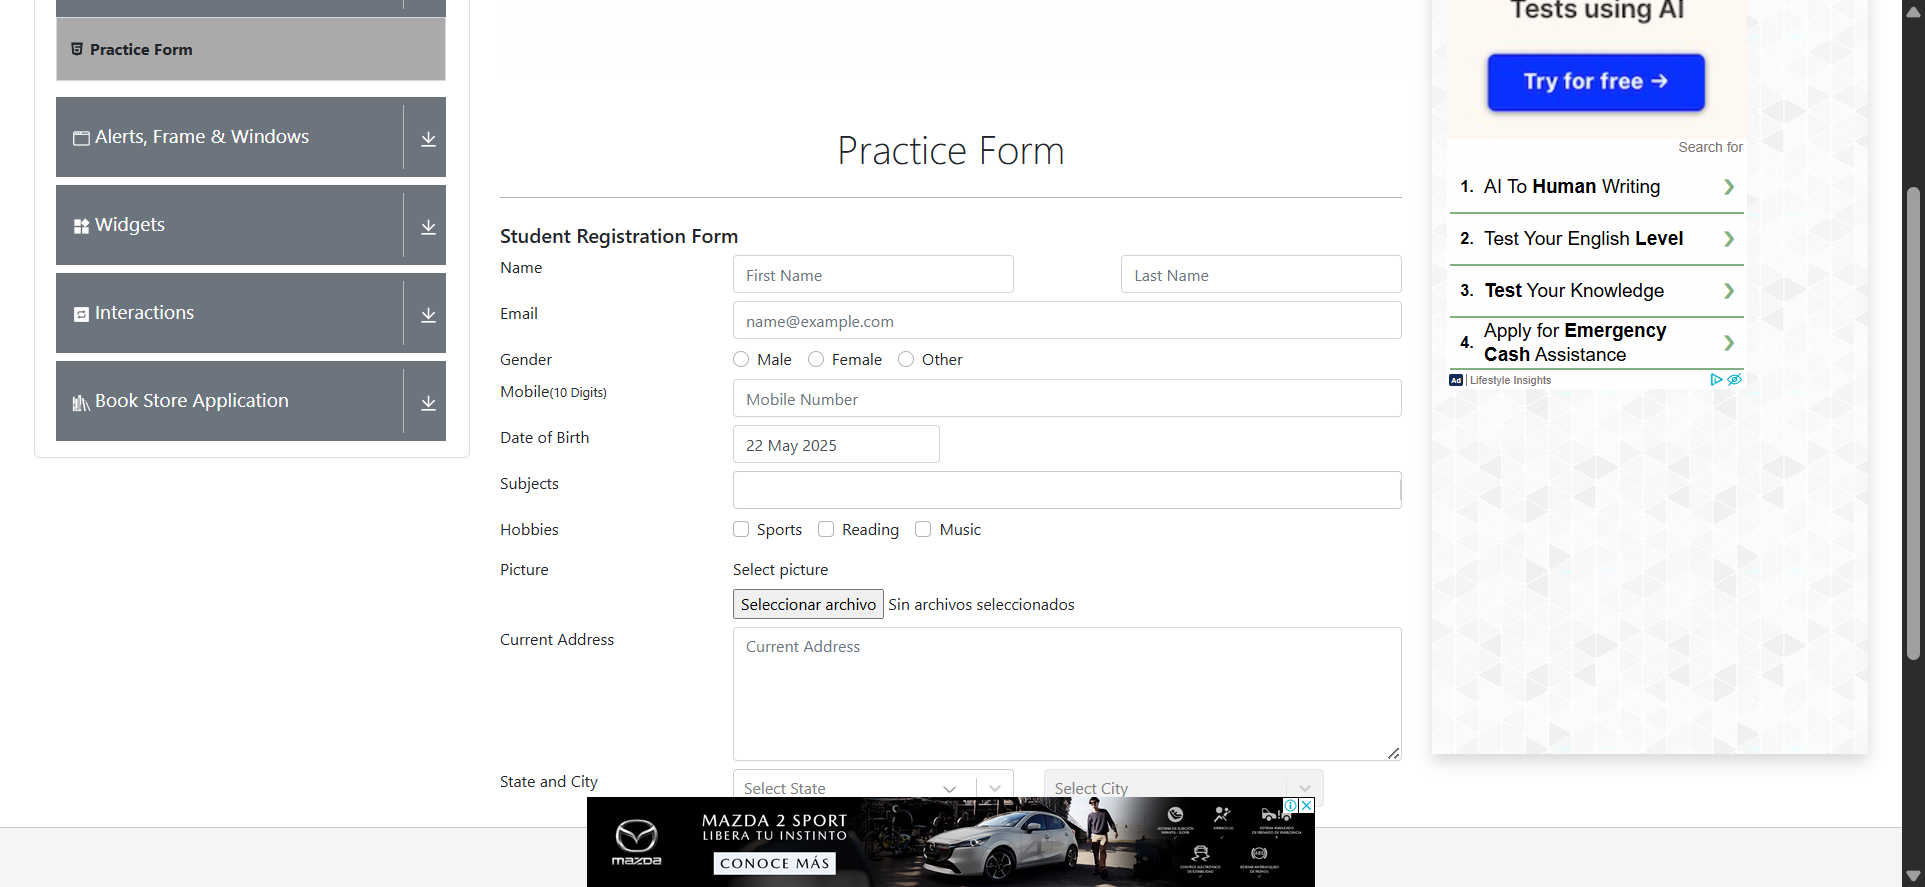 Practice Form
Alerts, Frame & Windows
Widgets
Interactions
Book Store Application
Practice Form
Student Registration Form
Name
First Name
Last Name
Email
name@example.com
Gender
Male
Female
Other
Mobile(10 Digits)
Mobile Number
Date of Birth
22 May 2025
Subjects
Hobbies
Sports
Reading
Music
Picture
Select picture
Seleccionar archivo
Sin archivos seleccionados
Current Address
Current Address
State and City
Select State
Select City
Tests using AI
Try for free →
Search for
1. AI To Human Writing
2. Test Your English Level
3. Test Your Knowledge
4. Apply for Emergency
Cash Assistance
Ad | Lifestyle Insights
mazda
MAZDA 2 SPORT
LIBERA TU INSTINTO
CONOCE MÁS